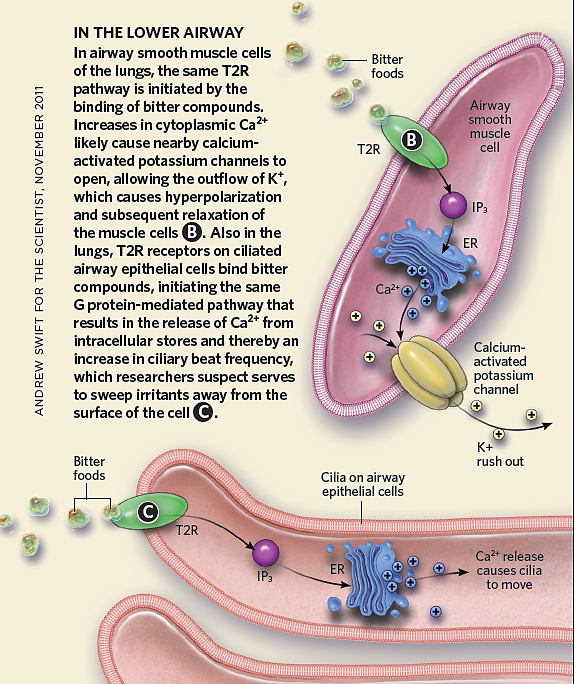 IN THE LOWER AIRWAY
In airway smooth muscle cells
of the lungs, the same T2R
pathway is initiated by the
binding of bitter compounds.
Increases in cytoplasmic Ca²⁺
likely cause nearby calcium-
activated potassium channels to
open, allowing the outflow of K⁺,
which causes hyperpolarization
and subsequent relaxation of
the muscle cells B. Also in the
lungs, T2R receptors on ciliated
airway epithelial cells bind bitter
compounds, initiating the same
G protein-mediated pathway that
results in the release of Ca²⁺ from
intracellular stores and thereby an
increase in ciliary beat frequency,
which researchers suspect serves
to sweep irritants away from the
surface of the cell C.
ANDREW SWIFT FOR THE SCIENTIST, NOVEMBER 2011
Bitter
foods
Airway
smooth
muscle
cell
T2R
B
IP₃
ER
Ca²⁺
Calcium-
activated
potassium
channel
K+
rush out
Bitter
foods
Cilia on airway
epithelial cells
C
T2R
IP₃
ER
Ca²⁺ release
causes cilia
to move